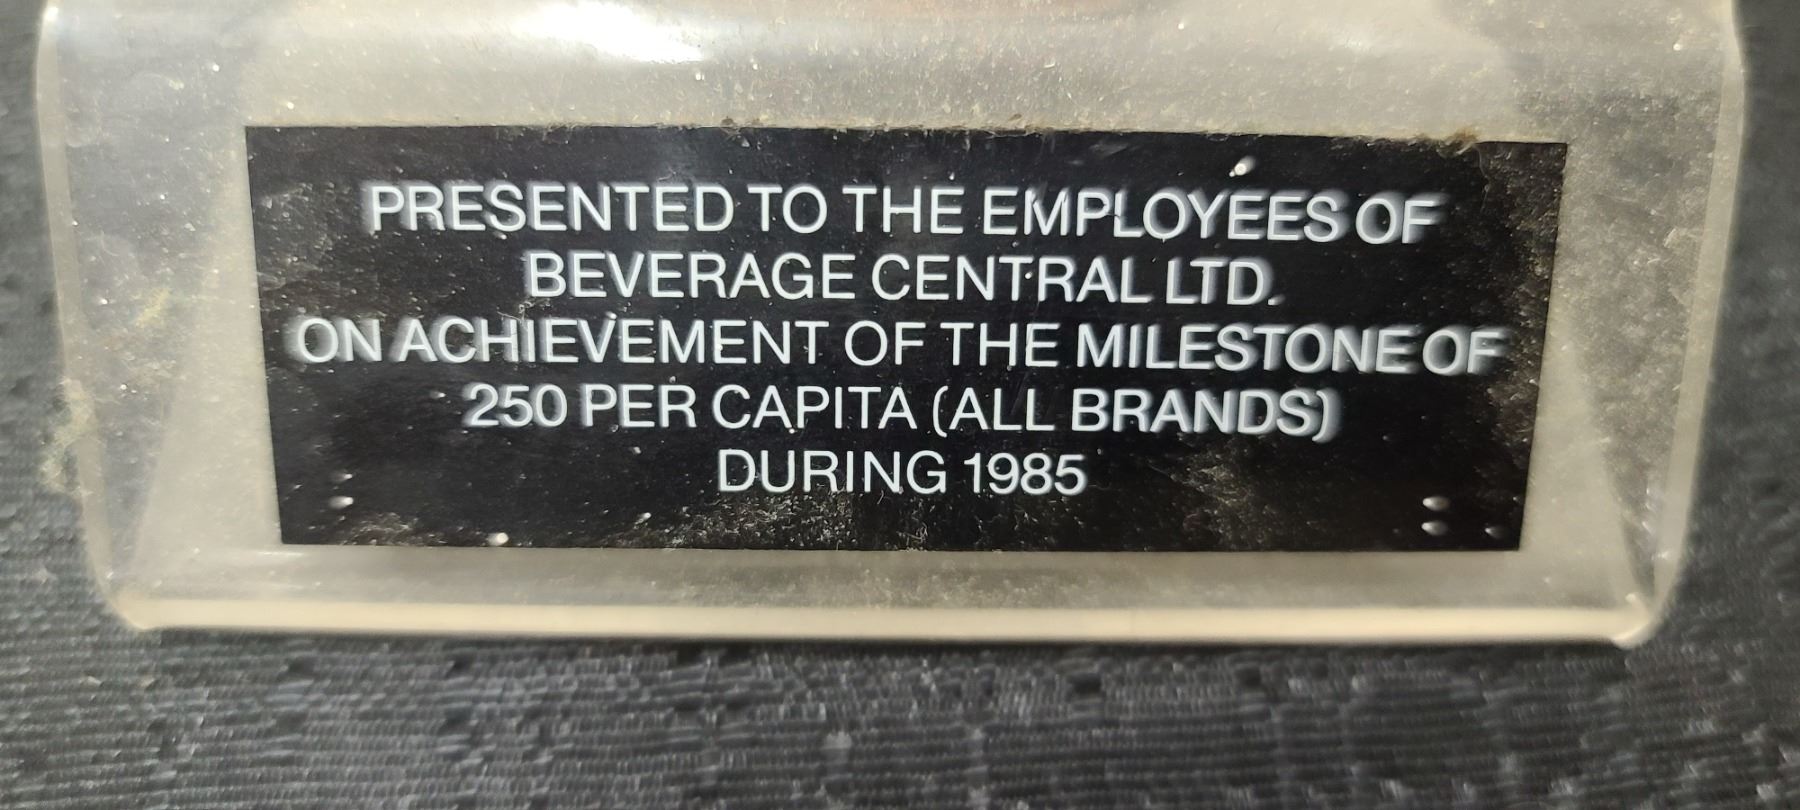 PRESENTED TO THE EMPLOYEES OF
BEVERAGE CENTRAL LTD.
ON ACHIEVEMENT OF THE MILESTONE OF
250 PER CAPITA (ALL BRANDS)
DURING 1985